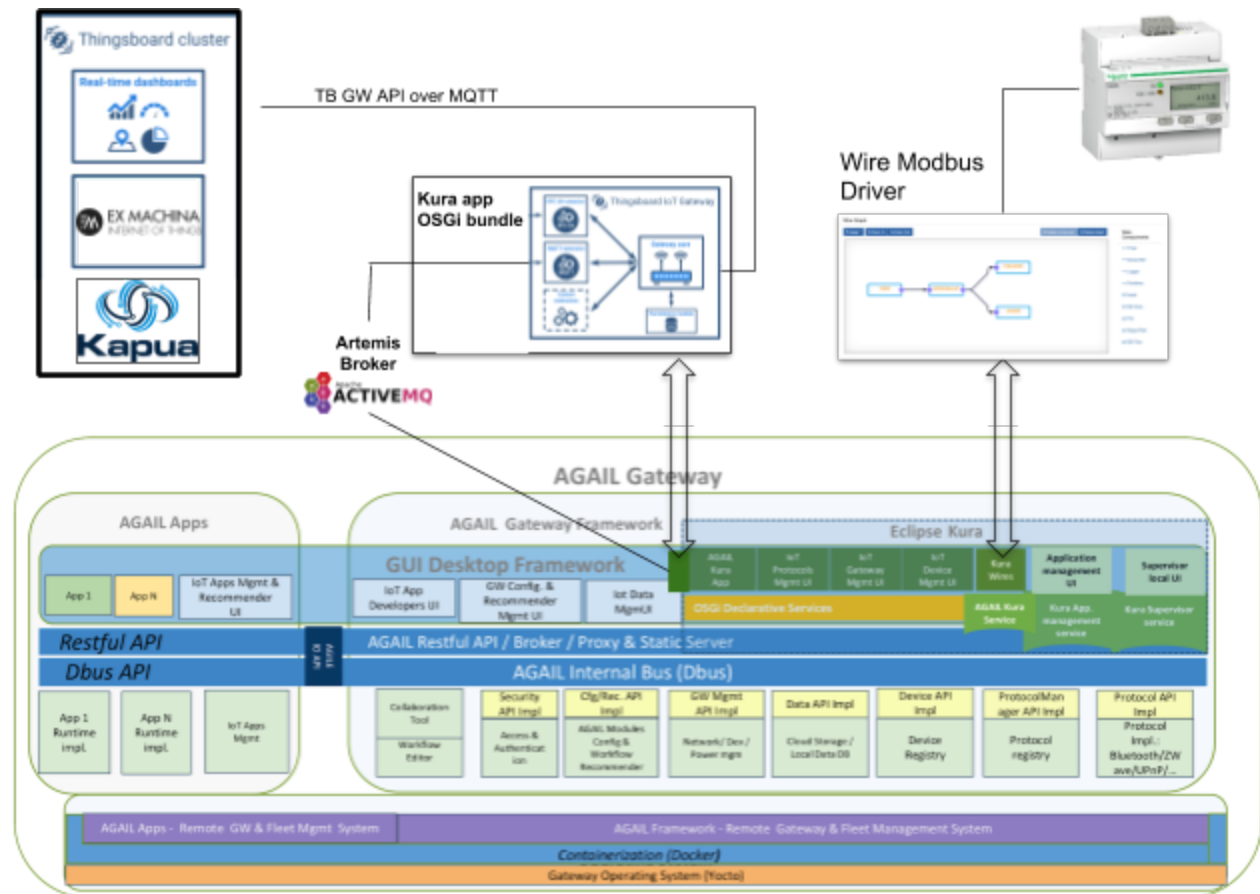 Thingsboard cluster
Real-time dashboards
EX MACHINA
INTERNET OF THINGS
Kapua
TB GW API over MQTT
Kura app
OSGi bundle
Thingsboard IoT Gateway
Wire Modbus
Driver
Artemis
Broker
Apache
ACTIVEMQ
AGAIL Gateway
AGAIL Apps
AGAIL Gateway Framework
Eclipse Kura
GUI Desktop Framework
App 1
App N
IoT Apps Mgmt &
Recommender
UI
IoT App
Developers UI
GW Config. &
Recommender
Mgmt UI
Iot Data
MgmUI
AGAIL
Kura
App
IoT
Protocols
Mgmt UI
IoT
Gateway
Mgmt UI
IoT
Device
Mgmt UI
Kura
Wires
Application
management
UI
Supervisor
local UI
OSGi Declarative Services
AGAIL Kura
Service
Kura App.
management
service
Kura Supervisor
service
Restful API
AGAIL Restful API / Broker / Proxy & Static Server
Dbus API
AGAIL Internal Bus (Dbus)
App 1
Runtime
impl.
App N
Runtime
impl.
IoT Apps
Mgmt
Collaboration
Tool
Workflow
Editor
Security
API Impl
Access &
Authenticat
ion
Cfg/Rec. API
Impl
AGAIL Modules
Config &
Workflow
Recommender
GW Mgmt
API Impl
Network/ Dev /
Power mgm
Data API Impl
Cloud Storage /
Local Data DB
Device API
Impl
Device
Registry
ProtocolMan
ager API Impl
Protocol
registry
Protocol API
Impl
Protocol
Impl.:
Bluetooth/ZW
ave/UPnP/...
AGAIL Apps - Remote GW & Fleet Mgmt System
AGAIL Framework - Remote Gateway & Fleet Management System
Containerization (Docker)
Gateway Operating System (Yocto)